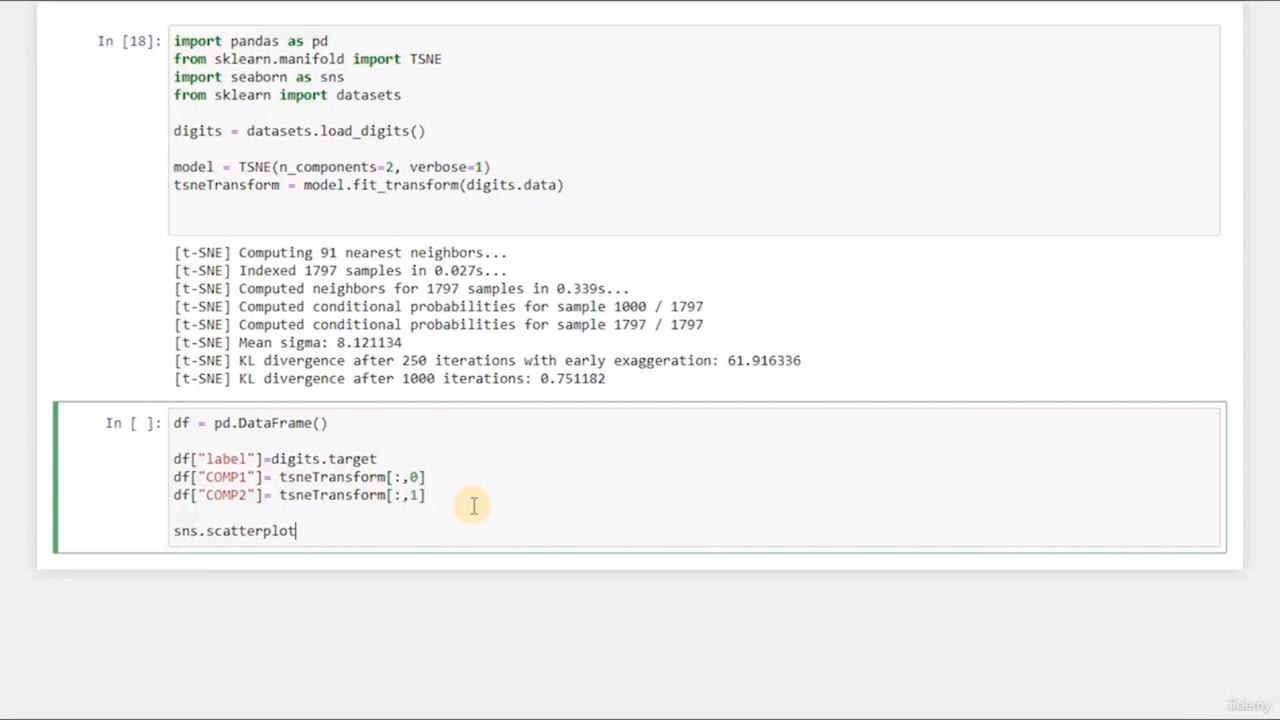 In [18]:
import pandas as pd
from sklearn.manifold import TSNE
import seaborn as sns
from sklearn import datasets
digits = datasets.load_digits()
model = TSNE(n_components=2, verbose=1)
tsneTransform = model.fit_transform(digits.data)
[t-SNE] Computing 91 nearest neighbors...
[t-SNE] Indexed 1797 samples in 0.027s...
[t-SNE] Computed neighbors for 1797 samples in 0.339s...
[t-SNE] Computed conditional probabilities for sample 1000 / 1797
[t-SNE] Computed conditional probabilities for sample 1797 / 1797
[t-SNE] Mean sigma: 8.121134
[t-SNE] KL divergence after 250 iterations with early exaggeration: 61.916336
[t-SNE] KL divergence after 1000 iterations: 0.751182
In [ ]:
df = pd.DataFrame()
df["label"]=digits.target
df["COMP1"]= tsneTransform[:,0]
df["COMP2"]= tsneTransform[:,1]
sns.scatterplot
ûdemy